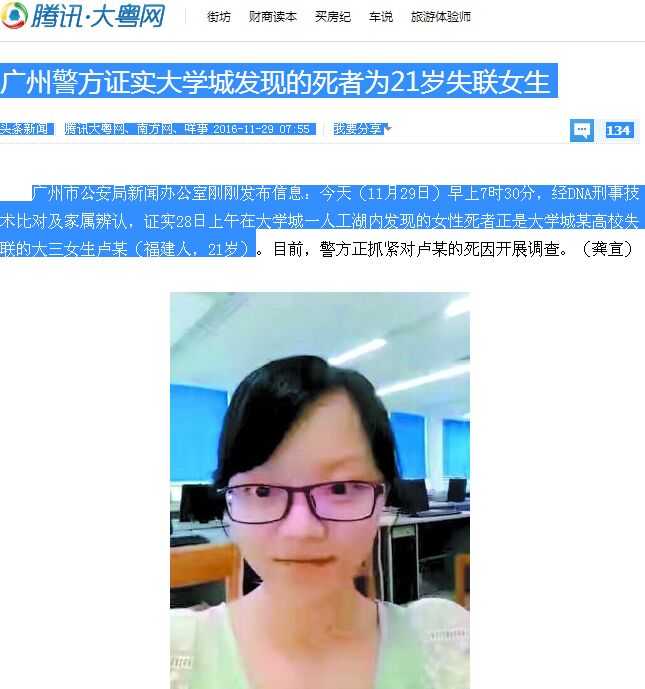 腾讯·大粤网
街坊 财商读本 买房纪 车说 旅游体验师
广州警方证实大学城发现的死者为21岁失联女生
头条新闻 腾讯大粤网、南方网、咩事 2016-11-29 07:55 我要分享 134
广州市公安局新闻办公室刚刚发布信息：今天（11月29日）早上7时30分，经DNA刑事技
术比对及家属辨认，证实28日上午在大学城一人工湖内发现的女性死者正是大学城某高校失
联的大三女生卢某（福建人，21岁）。目前，警方正抓紧对卢某的死因开展调查。（龚宣）